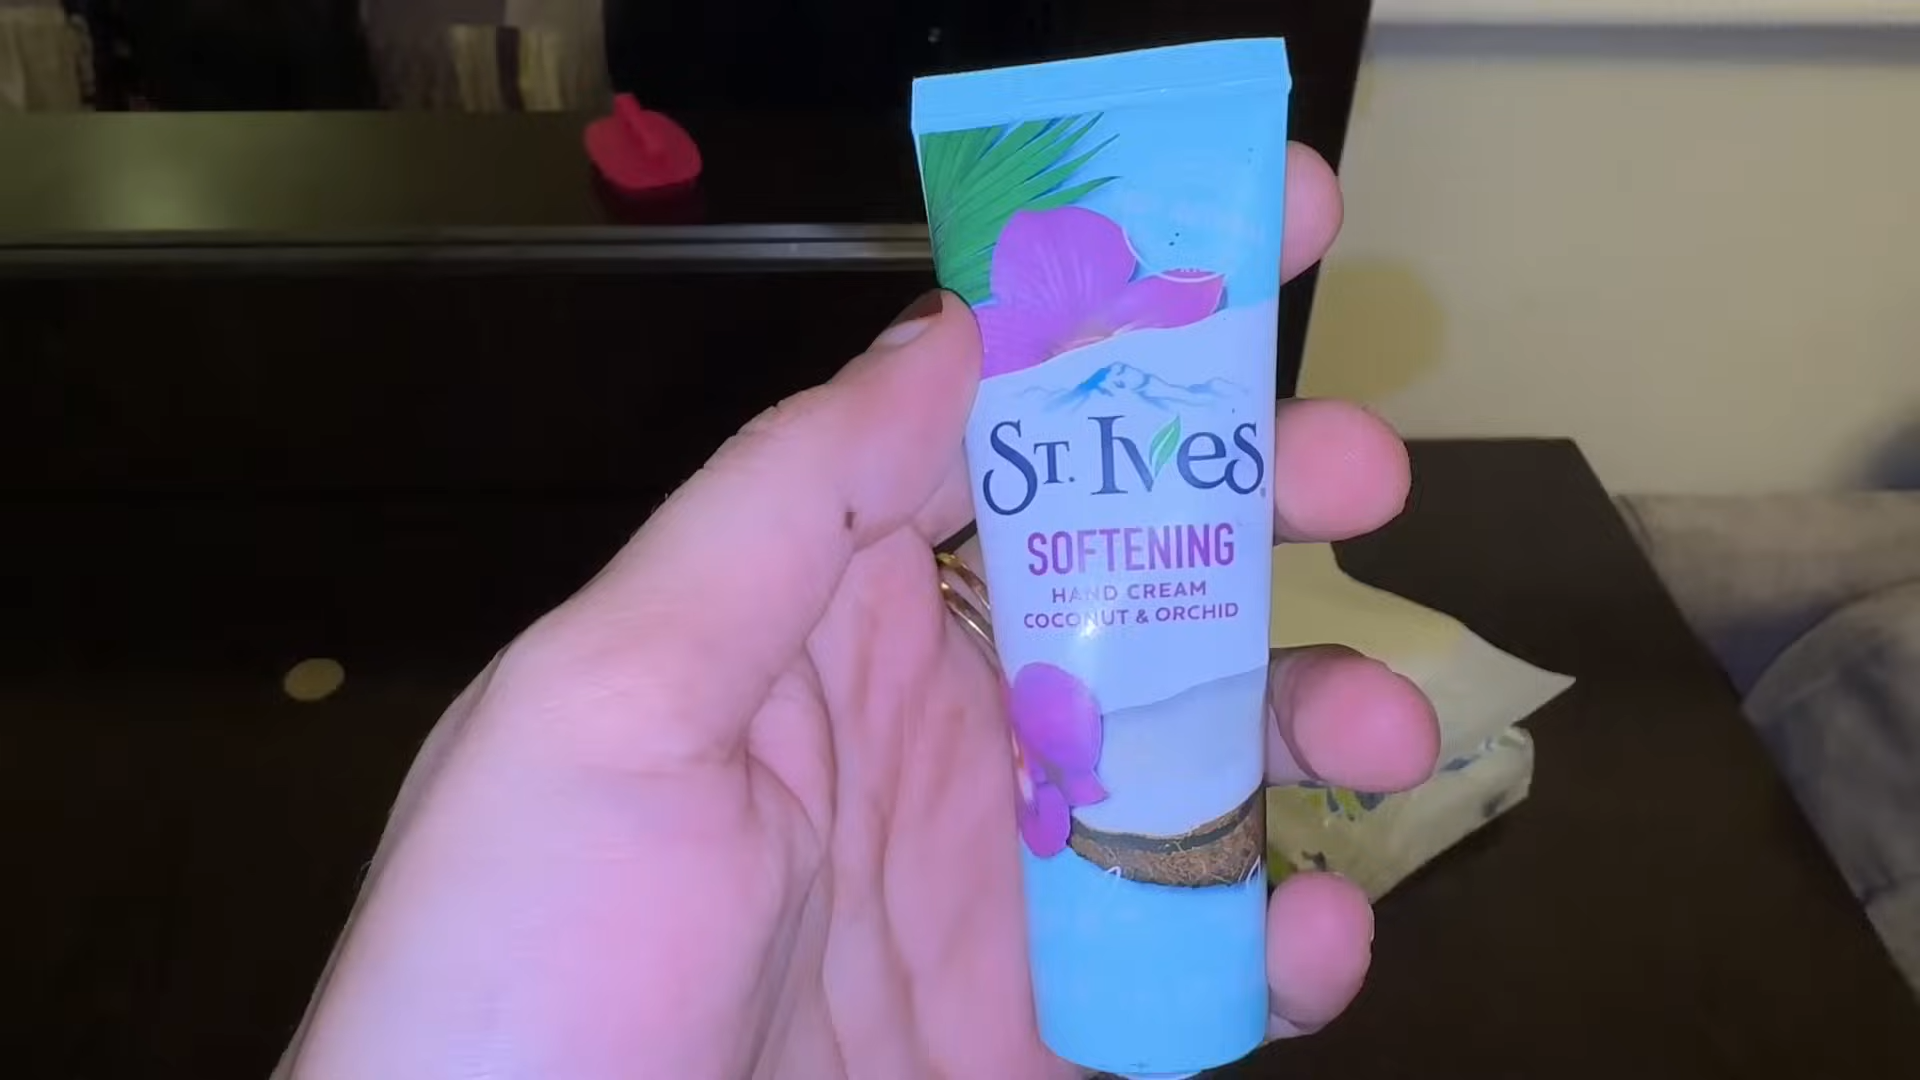 St. Ives
SOFTENING
HAND CREAM
COCONUT & ORCHID